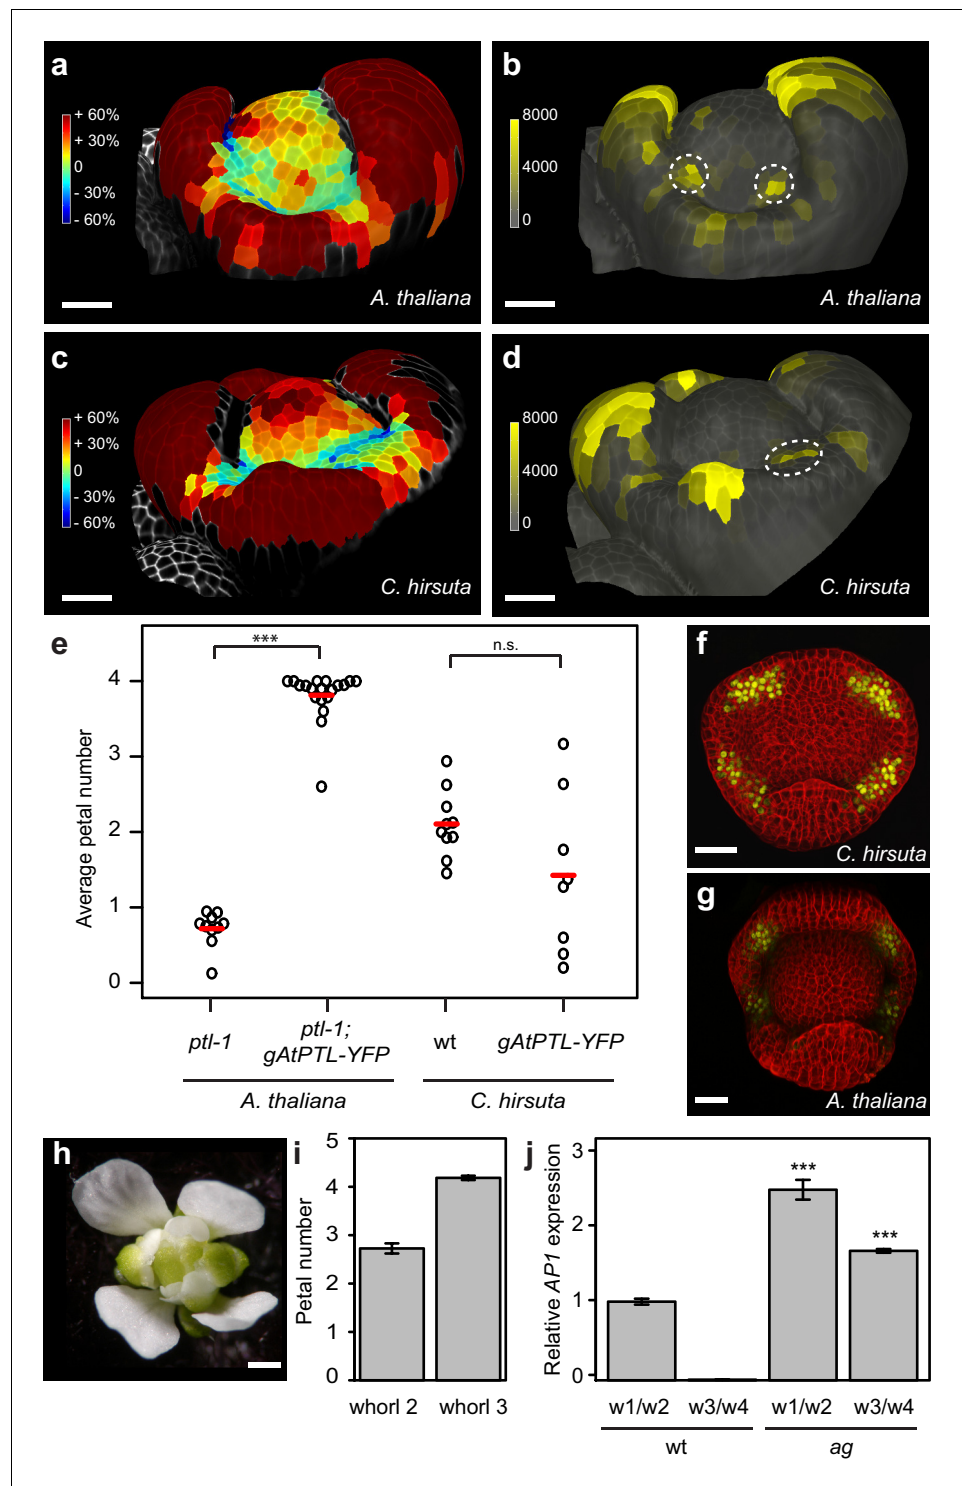 a
+ 60%
+ 30%
0
- 30%
- 60%
A. thaliana
b
8000
4000
0
A. thaliana
c
+ 60%
+ 30%
0
- 30%
- 60%
C. hirsuta
d
8000
4000
0
C. hirsuta
e
Average petal number
4
3
2
1
0
***
n.s.
ptl-1
ptl-1;
gAtPTL-YFP
wt
gAtPTL-YFP
A. thaliana
C. hirsuta
f
C. hirsuta
g
A. thaliana
h
i
Petal number
5
4
3
2
1
0
whorl 2 whorl 3
j
Relative AP1 expression
3
2
1
0
***
***
w1/w2 w3/w4 w1/w2 w3/w4
wt
ag